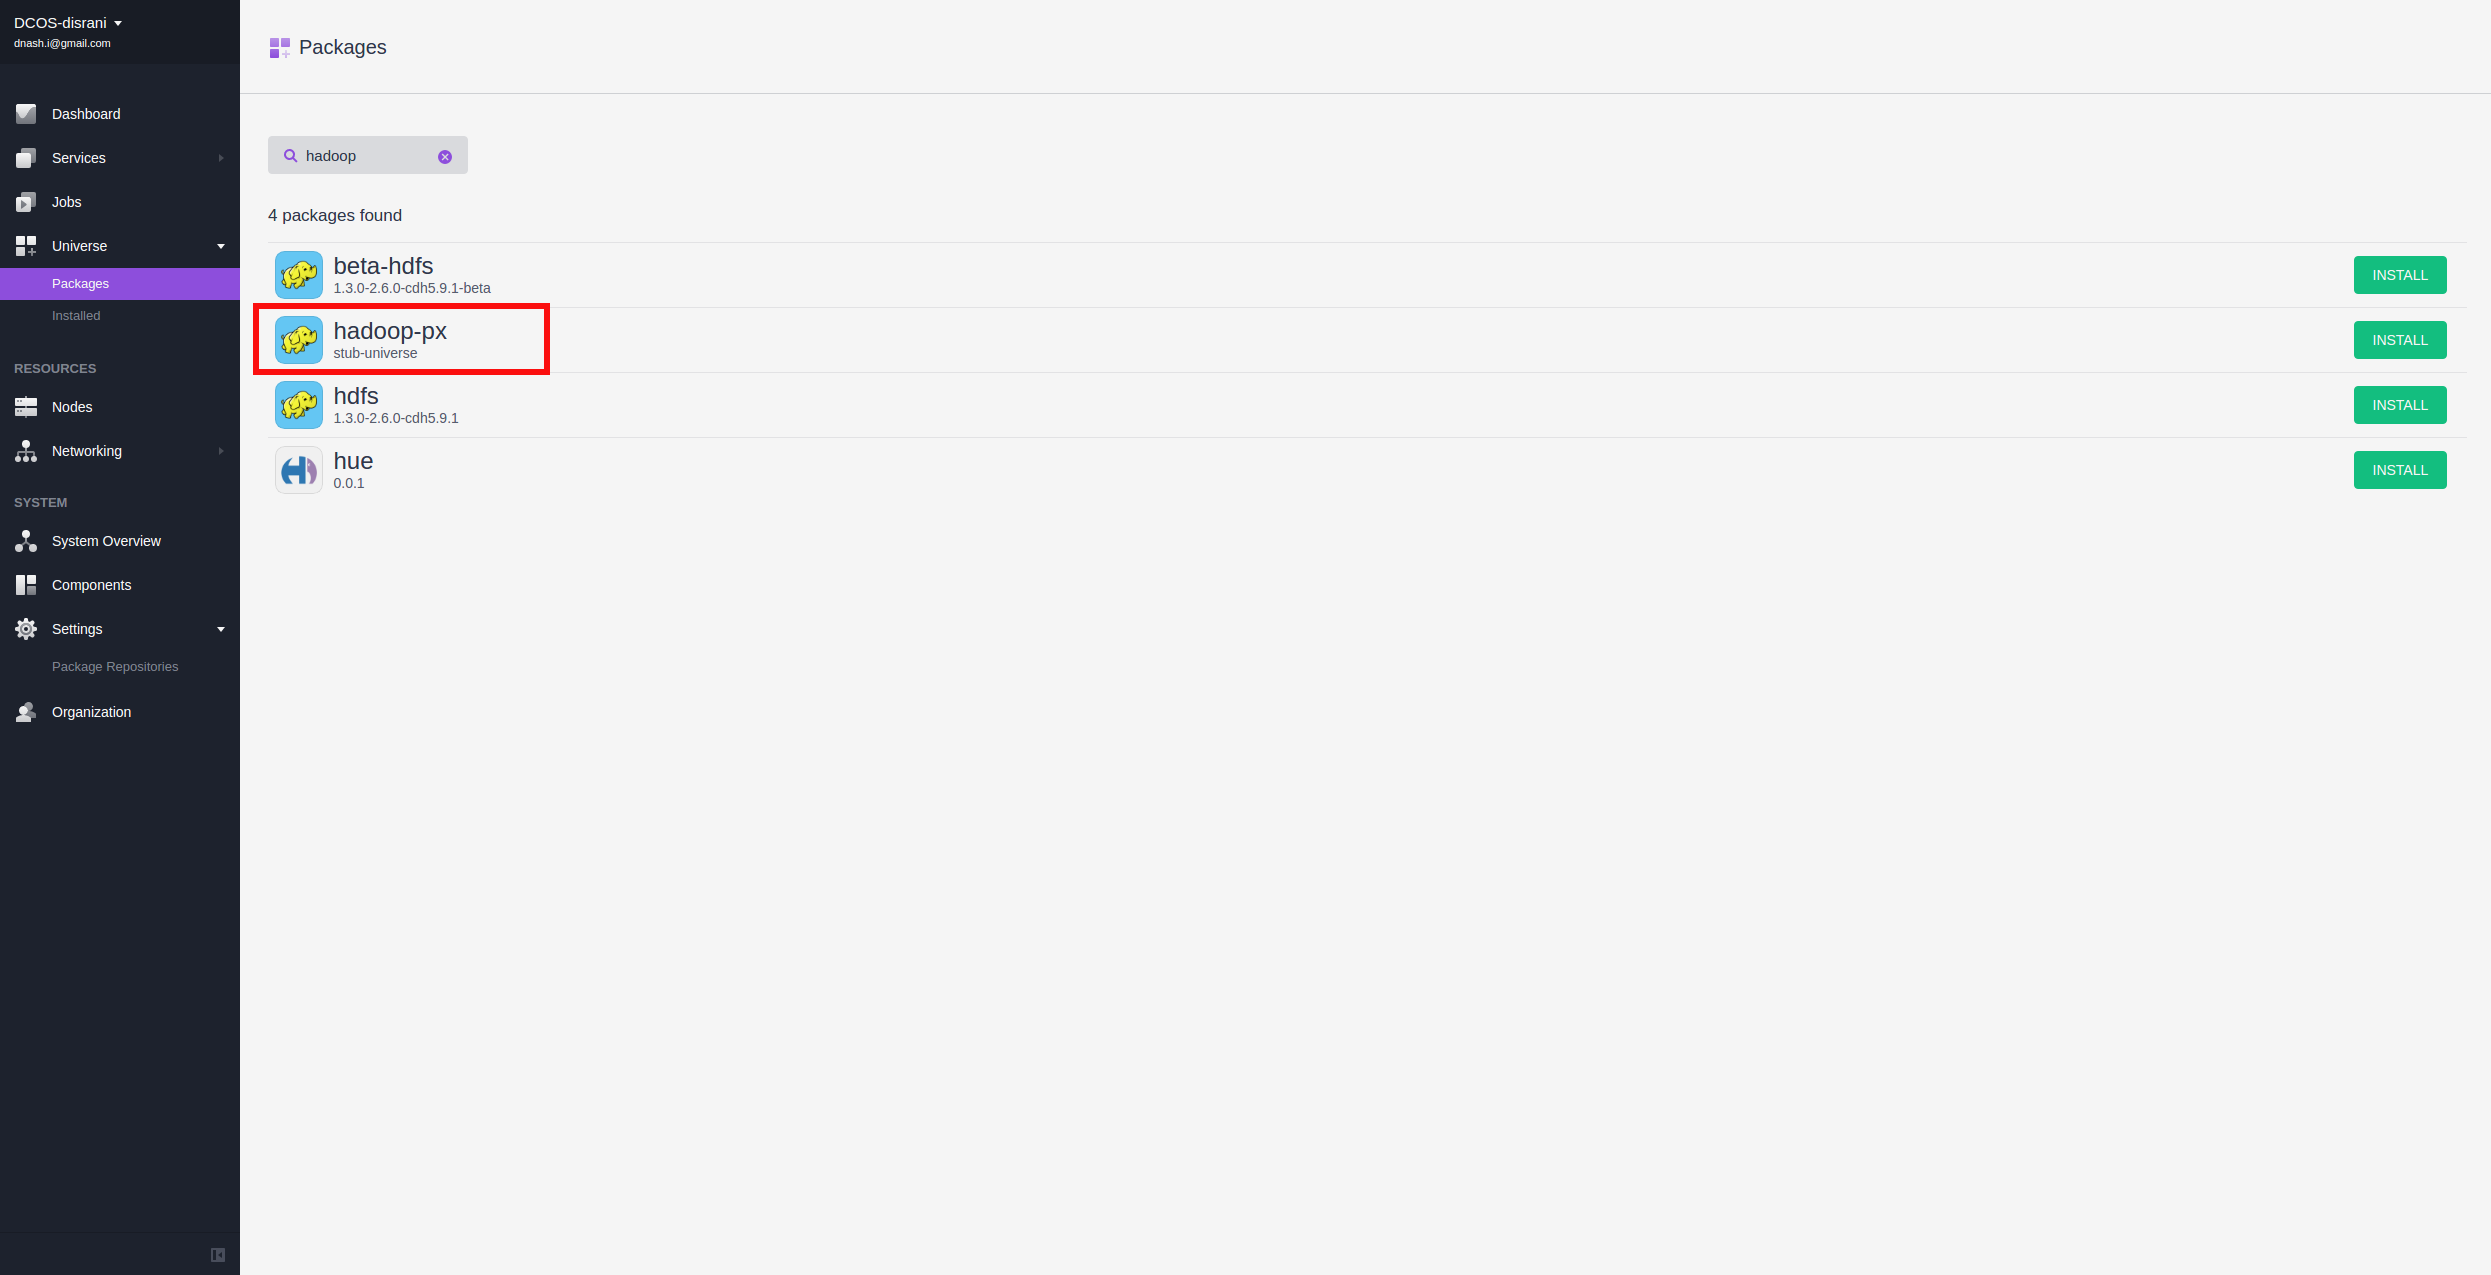 DCOS-disrani
dnash.i@gmail.com
Dashboard
Services
Jobs
Universe
Packages
Installed
RESOURCES
Nodes
Networking
SYSTEM
System Overview
Components
Settings
Package Repositories
Organization
Packages
hadoop
4 packages found
beta-hdfs
1.3.0-2.6.0-cdh5.9.1-beta
INSTALL
hadoop-px
stub-universe
INSTALL
hdfs
1.3.0-2.6.0-cdh5.9.1
INSTALL
hue
0.0.1
INSTALL